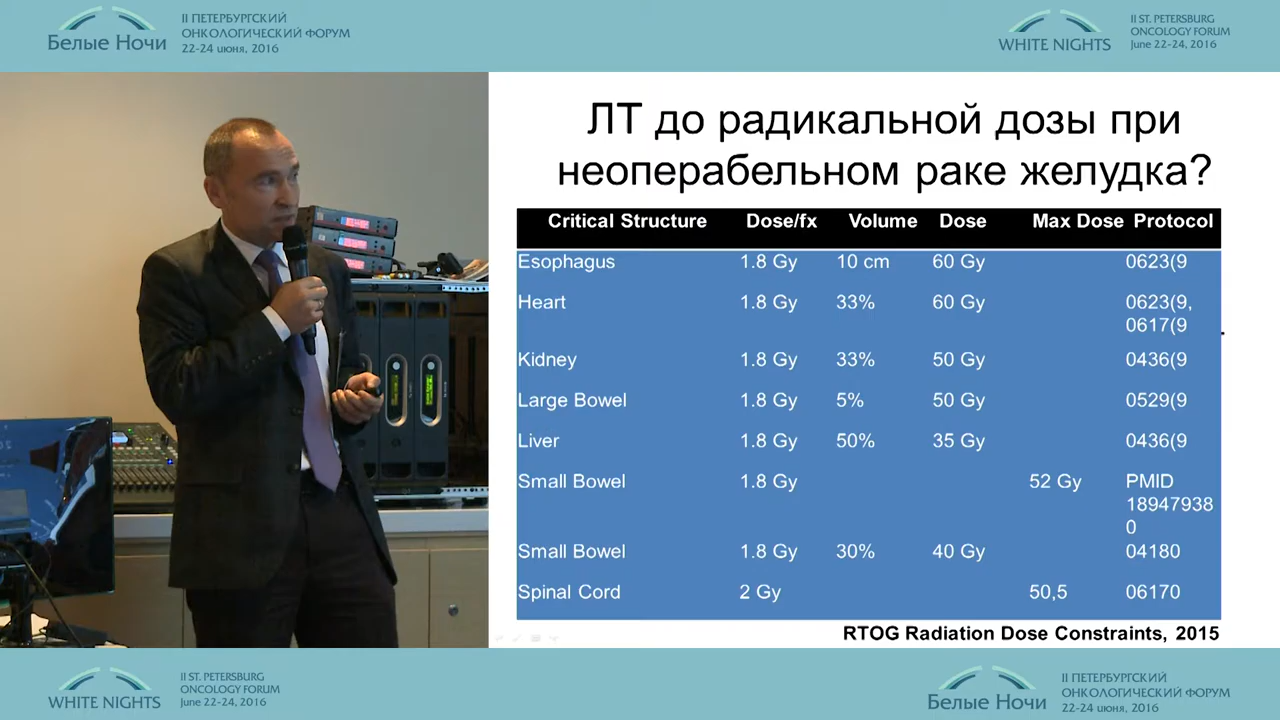 Белые Ночи
II ПЕТЕРБУРГСКИЙ
ОНКОЛОГИЧЕСКИЙ ФОРУМ
22-24 июня, 2016
WHITE NIGHTS
II ST. PETERSBURG
ONCOLOGY FORUM
June 22-24, 2016
ЛТ до радикальной дозы при
неоперабельном раке желудка?
Critical Structure Dose/fx Volume Dose Max Dose Protocol
Esophagus 1.8 Gy 10 cm 60 Gy 0623(9
Heart 1.8 Gy 33% 60 Gy 0623(9,
0617(9
Kidney 1.8 Gy 33% 50 Gy 0436(9
Large Bowel 1.8 Gy 5% 50 Gy 0529(9
Liver 1.8 Gy 50% 35 Gy 0436(9
Small Bowel 1.8 Gy 52 Gy PMID
18947938
0
Small Bowel 1.8 Gy 30% 40 Gy 04180
Spinal Cord 2 Gy 50,5 06170
RTOG Radiation Dose Constraints, 2015
WHITE NIGHTS
II ST. PETERSBURG
ONCOLOGY FORUM
June 22-24, 2016
Белые Ночи
II ПЕТЕРБУРГСКИЙ
ОНКОЛОГИЧЕСКИЙ ФОРУМ
22-24 июня, 2016